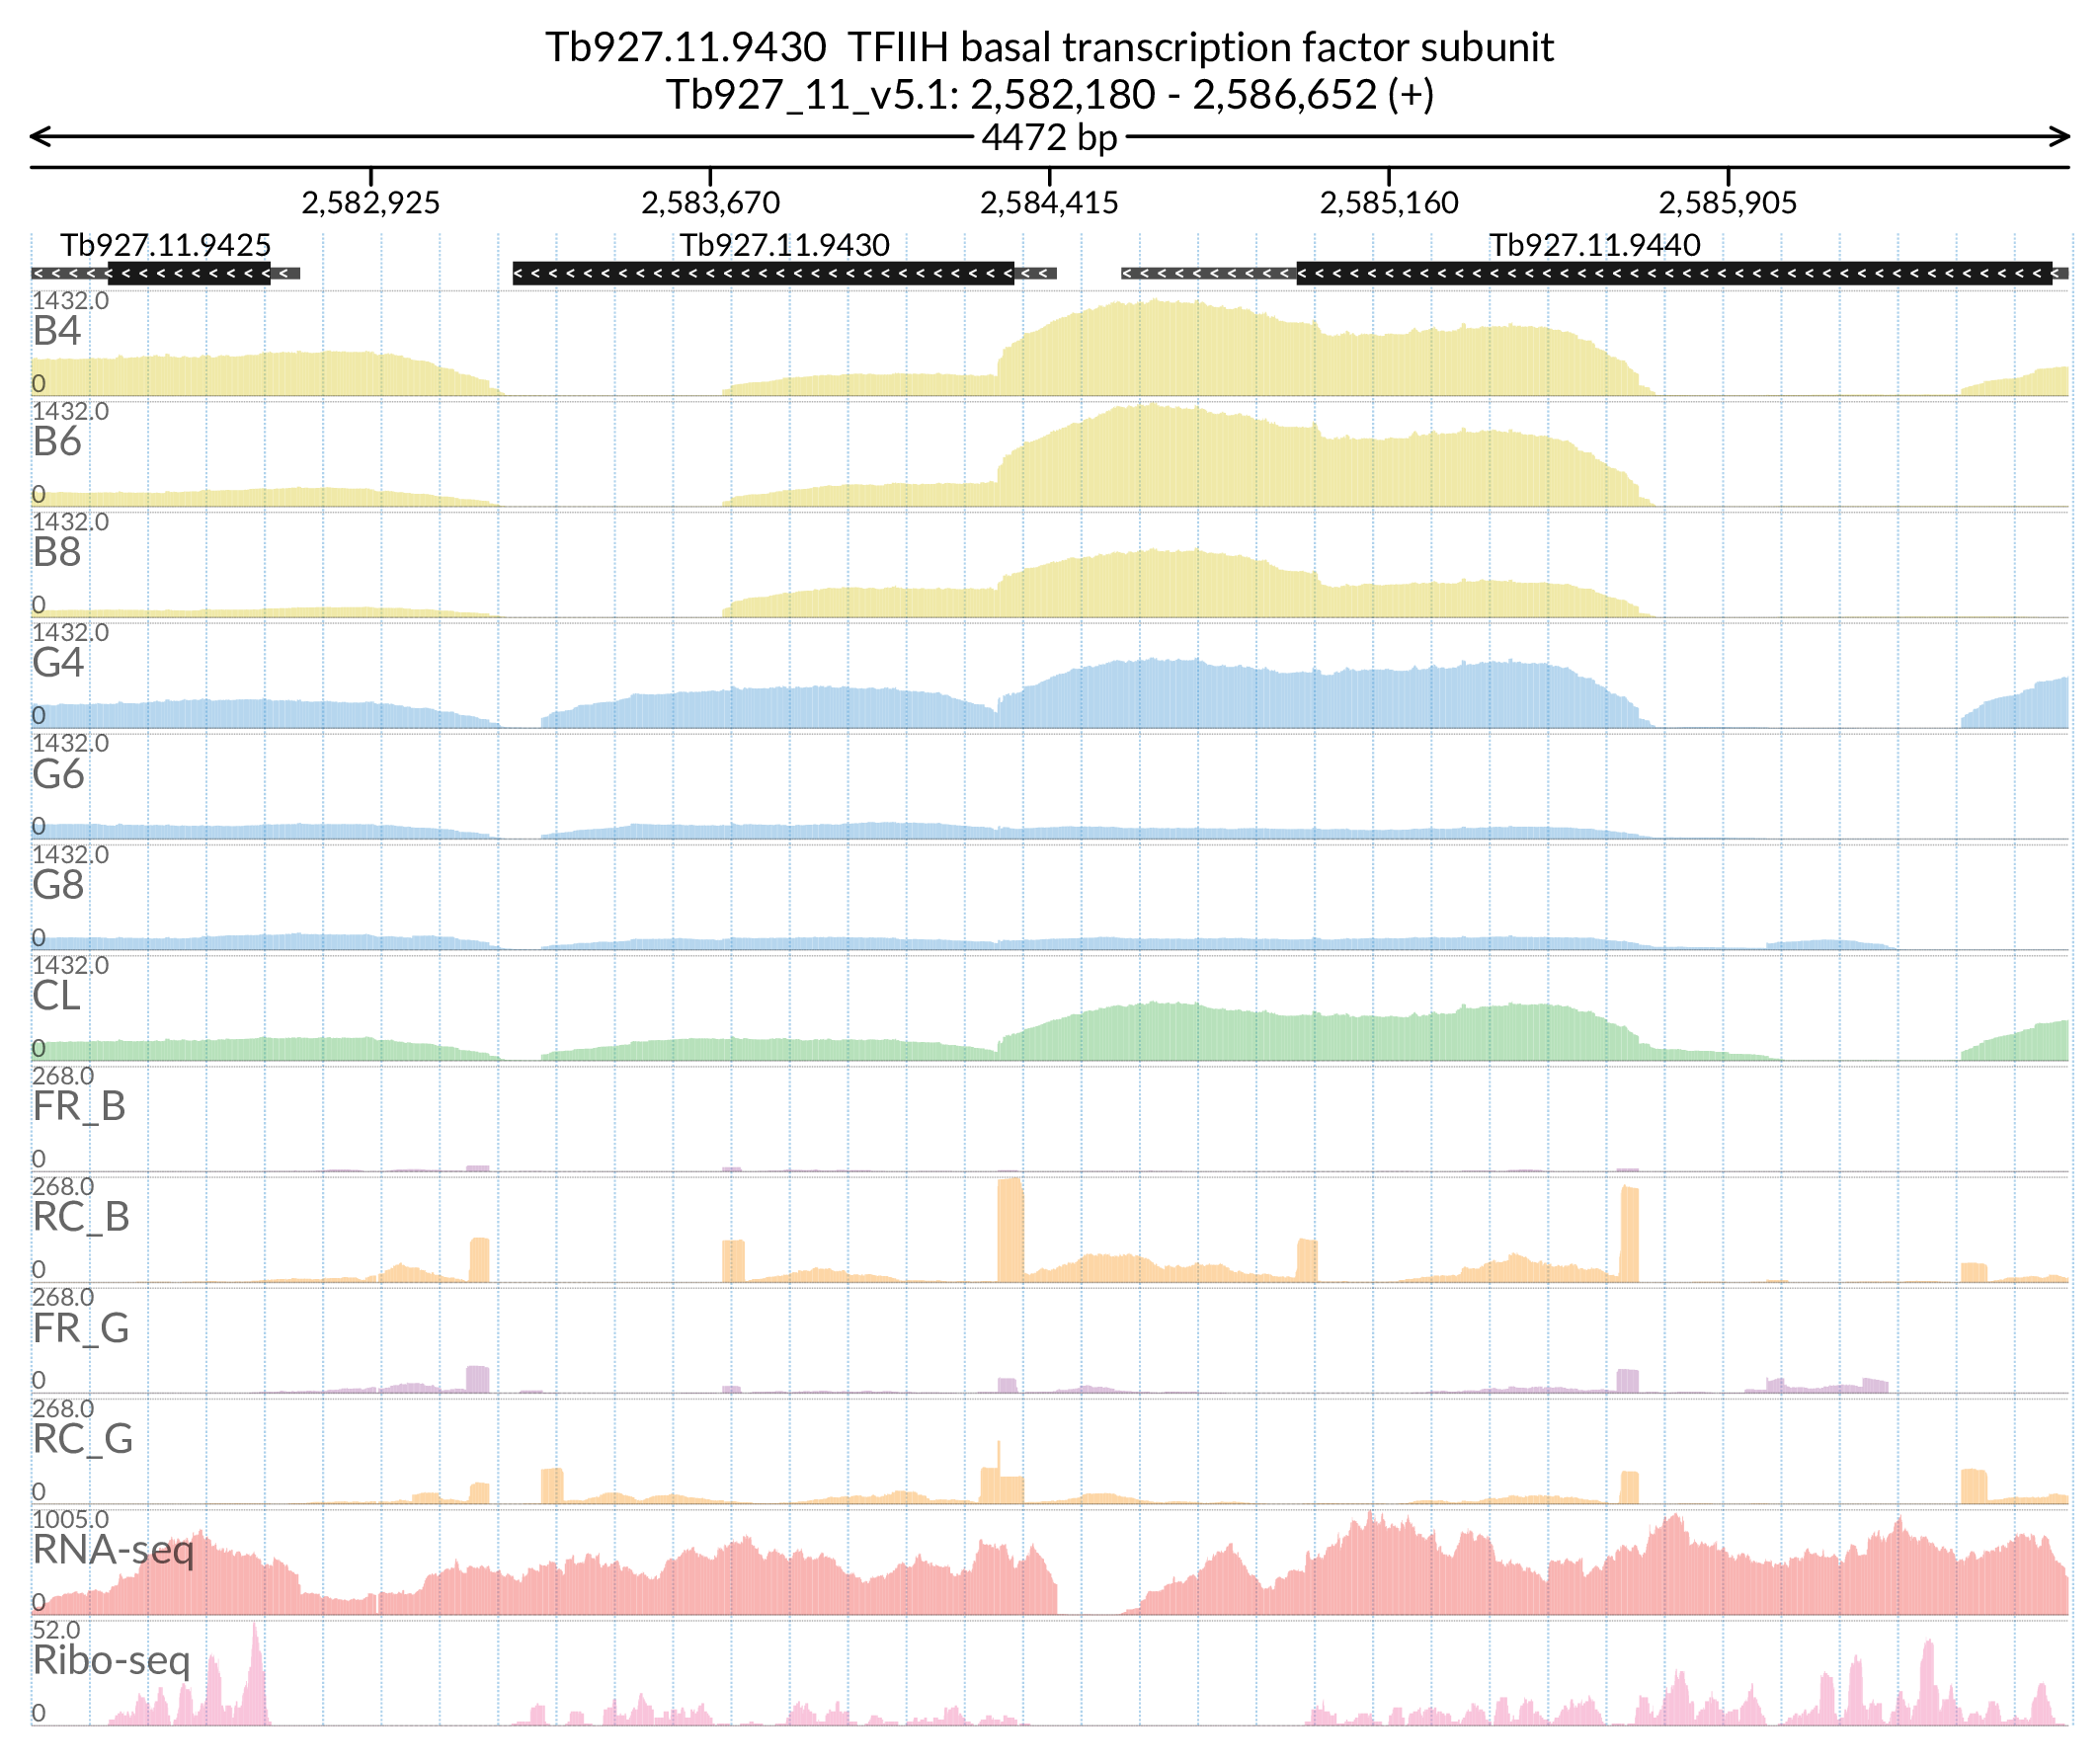 Tb927.11.9430  TFIIH basal transcription factor subunit
Tb927_11_v5.1: 2,582,180 - 2,586,652 (+)
4472 bp
2,582,925 2,583,670 2,584,415 2,585,160 2,585,905
Tb927.11.9425 Tb927.11.9430 Tb927.11.9440
1432.0
B4
0
1432.0
B6
0
1432.0
B8
0
1432.0
G4
0
1432.0
G6
0
1432.0
G8
0
1432.0
CL
0
268.0
FR_B
0
268.0
RC_B
0
268.0
FR_G
0
268.0
RC_G
0
1005.0
RNA-seq
0
52.0
Ribo-seq
0